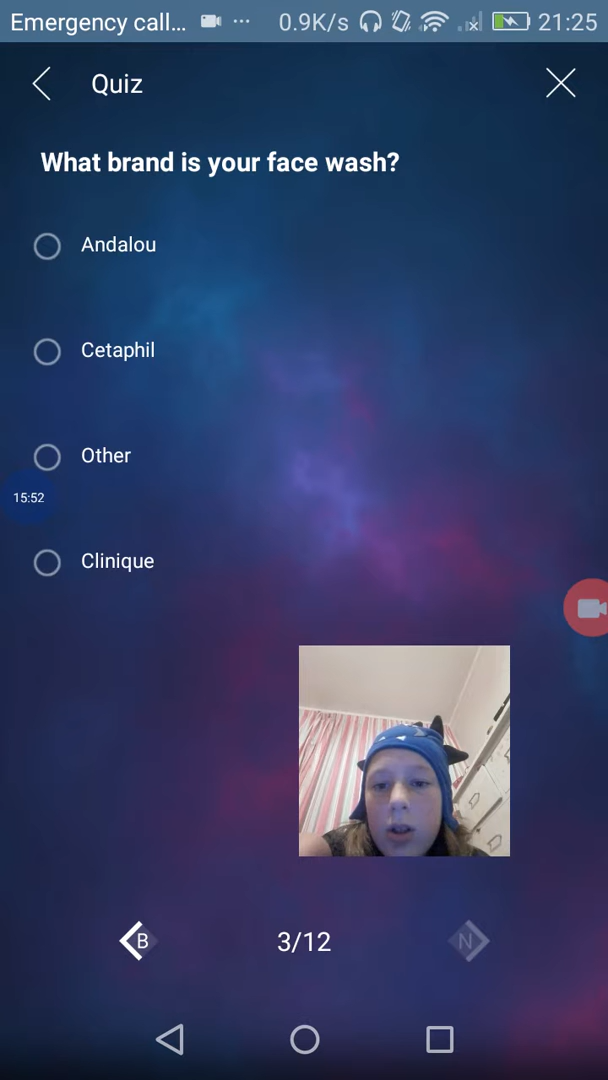 Emergency call... ... 0.9K/s 21:25
Quiz
What brand is your face wash?
Andalou
Cetaphil
Other
15:52
Clinique
B 3/12 N